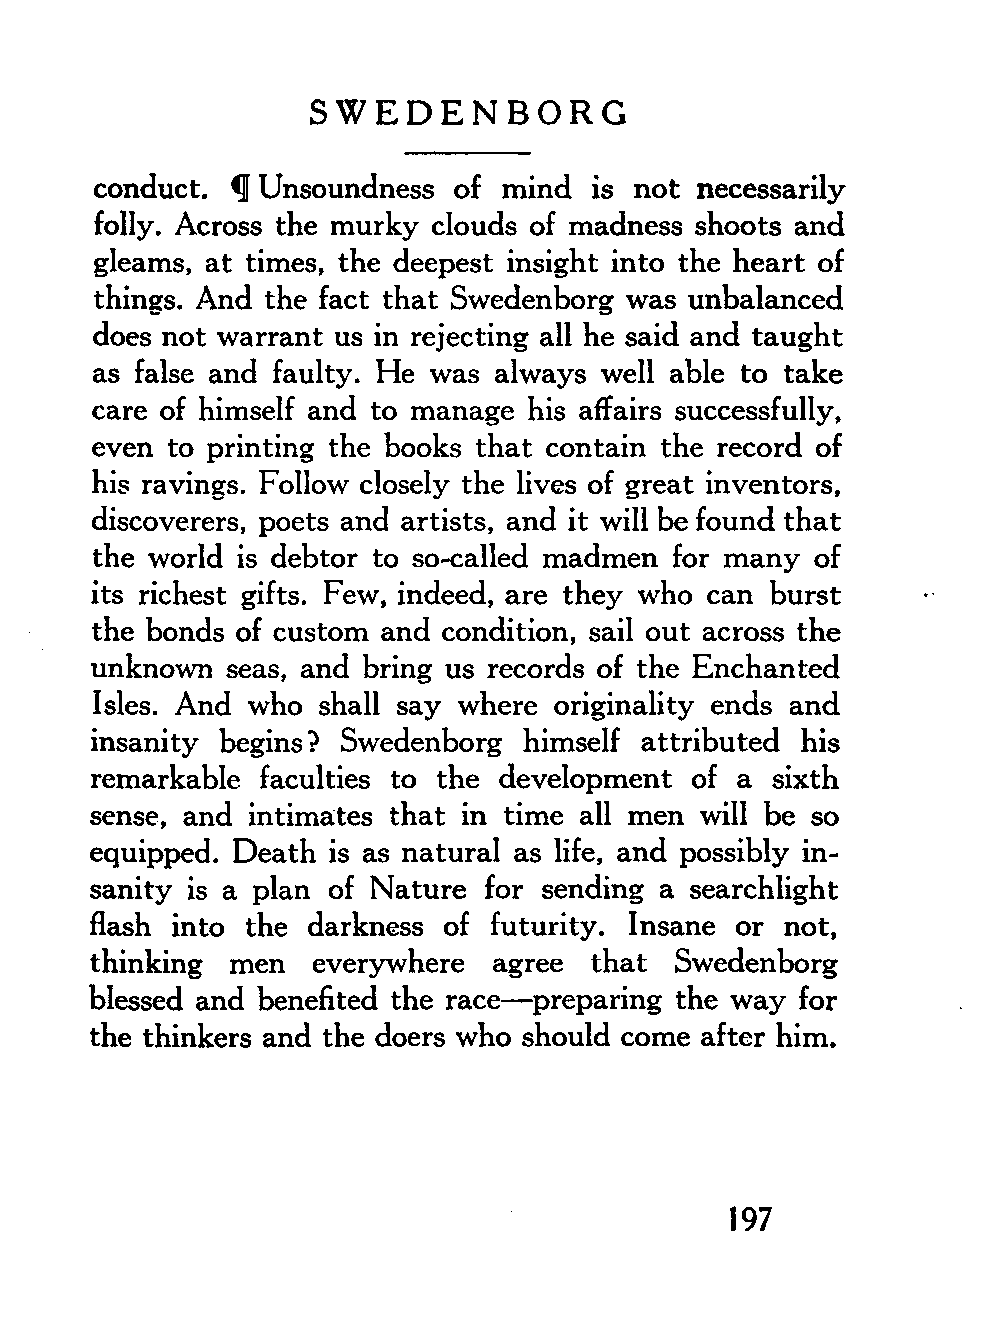 SWEDENBORG
conduct. ¶ Unsoundness of mind is not necessarily
folly. Across the murky clouds of madness shoots and
gleams, at times, the deepest insight into the heart of
things. And the fact that Swedenborg was unbalanced
does not warrant us in rejecting all he said and taught
as false and faulty. He was always well able to take
care of himself and to manage his affairs successfully,
even to printing the books that contain the record of
his ravings. Follow closely the lives of great inventors,
discoverers, poets and artists, and it will be found that
the world is debtor to so-called madmen for many of
its richest gifts. Few, indeed, are they who can burst
the bonds of custom and condition, sail out across the
unknown seas, and bring us records of the Enchanted
Isles. And who shall say where originality ends and
insanity begins? Swedenborg himself attributed his
remarkable faculties to the development of a sixth
sense, and intimates that in time all men will be so
equipped. Death is as natural as life, and possibly in-
sanity is a plan of Nature for sending a searchlight
flash into the darkness of futurity. Insane or not,
thinking men everywhere agree that Swedenborg
blessed and benefited the race—preparing the way for
the thinkers and the doers who should come after him.
197